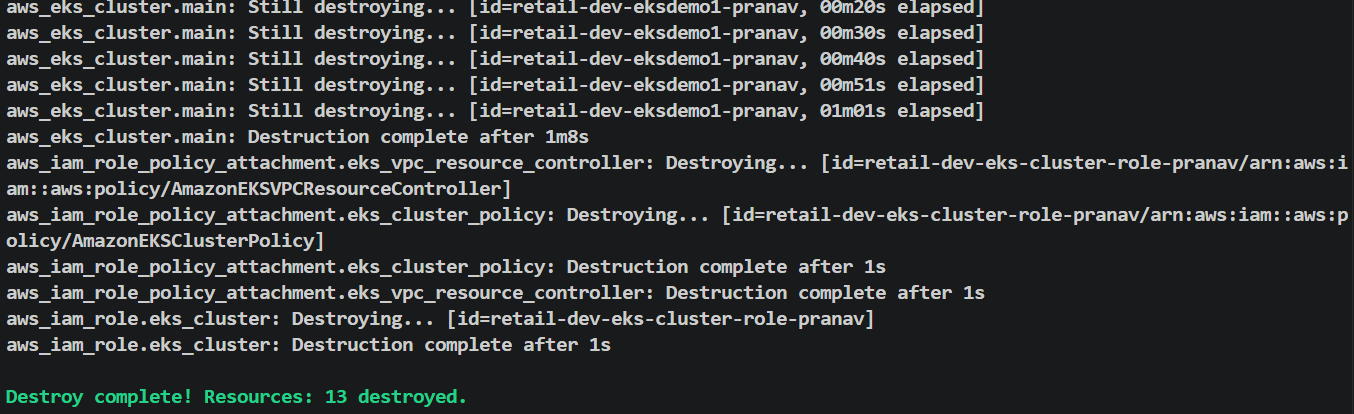 aws_eks_cluster.main: Still destroying... [id=retail-dev-eksdemo1-pranav, 00m20s elapsed]
aws_eks_cluster.main: Still destroying... [id=retail-dev-eksdemo1-pranav, 00m30s elapsed]
aws_eks_cluster.main: Still destroying... [id=retail-dev-eksdemo1-pranav, 00m40s elapsed]
aws_eks_cluster.main: Still destroying... [id=retail-dev-eksdemo1-pranav, 00m51s elapsed]
aws_eks_cluster.main: Still destroying... [id=retail-dev-eksdemo1-pranav, 01m01s elapsed]
aws_eks_cluster.main: Destruction complete after 1m8s
aws_iam_role_policy_attachment.eks_vpc_resource_controller: Destroying... [id=retail-dev-eks-cluster-role-pranav/arn:aws:i
am::aws:policy/AmazonEKSVPCResourceController]
aws_iam_role_policy_attachment.eks_cluster_policy: Destroying... [id=retail-dev-eks-cluster-role-pranav/arn:aws:iam::aws:p
olicy/AmazonEKSClusterPolicy]
aws_iam_role_policy_attachment.eks_cluster_policy: Destruction complete after 1s
aws_iam_role_policy_attachment.eks_vpc_resource_controller: Destruction complete after 1s
aws_iam_role.eks_cluster: Destroying... [id=retail-dev-eks-cluster-role-pranav]
aws_iam_role.eks_cluster: Destruction complete after 1s
Destroy complete! Resources: 13 destroyed.